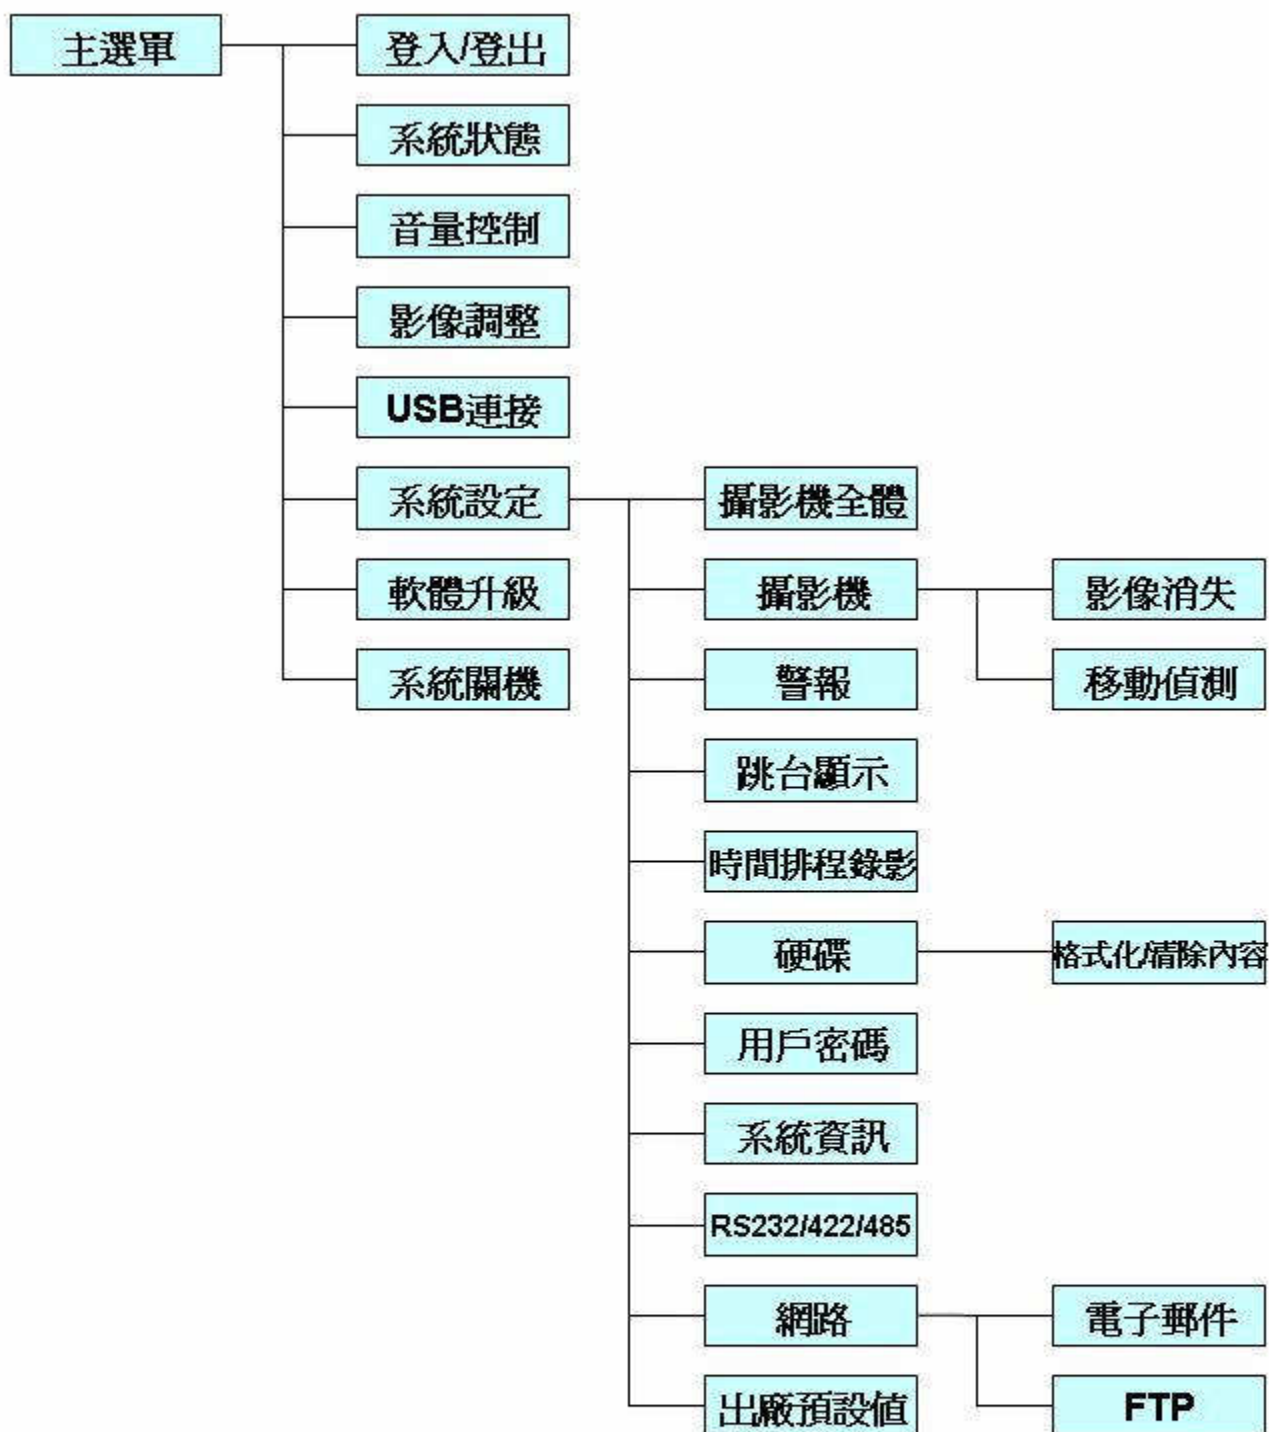 主選單
登入/登出
系統狀態
音量控制
影像調整
USB連接
系統設定
軟體升級
系統關機
攝影機全體
攝影機
警報
跳台顯示
時間排程錄影
硬碟
用戶密碼
系統資訊
RS232/422/485
網路
出廠預設值
影像消失
移動偵測
格式化/清除內容
電子郵件
FTP